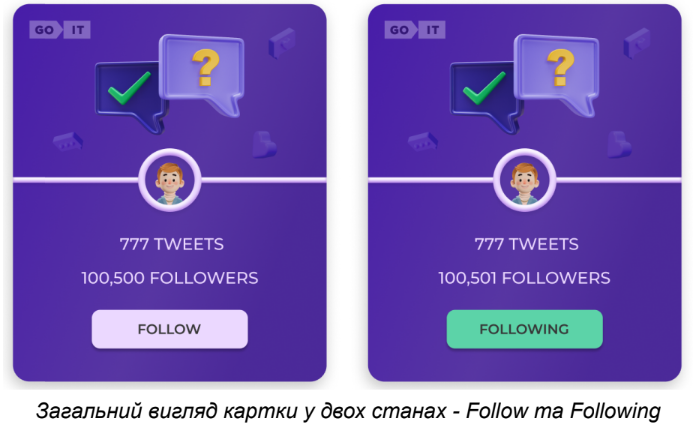 GO IT
777 TWEETS
100,500 FOLLOWERS
FOLLOW
GO IT
777 TWEETS
100,501 FOLLOWERS
FOLLOWING
Загальний вигляд картки у двох станах - Follow та Following